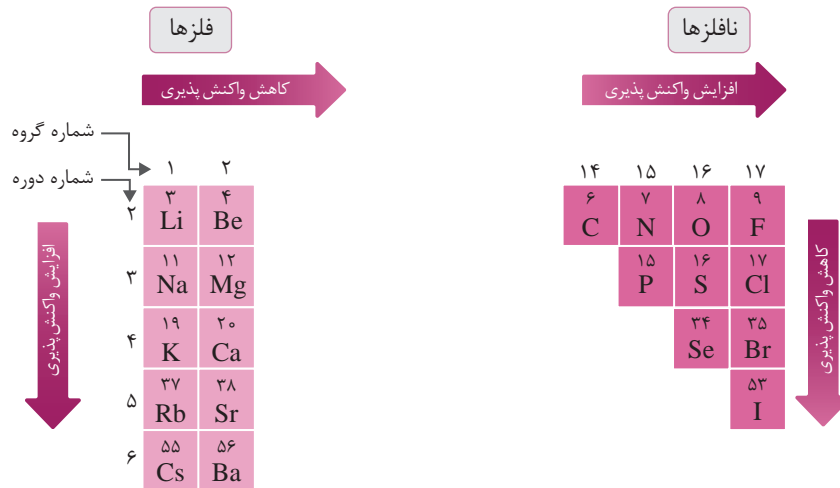 فلزها
کاهش واکنش پذیری
شماره گروه
شماره دوره
۱ ۲
۲ ۳ Li ۴ Be
۳ ۱۱ Na ۱۲ Mg
۴ ۱۹ K ۲۰ Ca
۵ ۳۷ Rb ۳۸ Sr
۶ ۵۵ Cs ۵۶ Ba
افزایش واکنش پذیری
نافلزها
افزایش واکنش پذیری
۱۴ ۱۵ ۱۶ ۱۷
۶ C ۷ N ۸ O ۹ F
۱۵ P ۱۶ S ۱۷ Cl
۳۴ Se ۳۵ Br
۵۳ I
کاهش واکنش پذیری